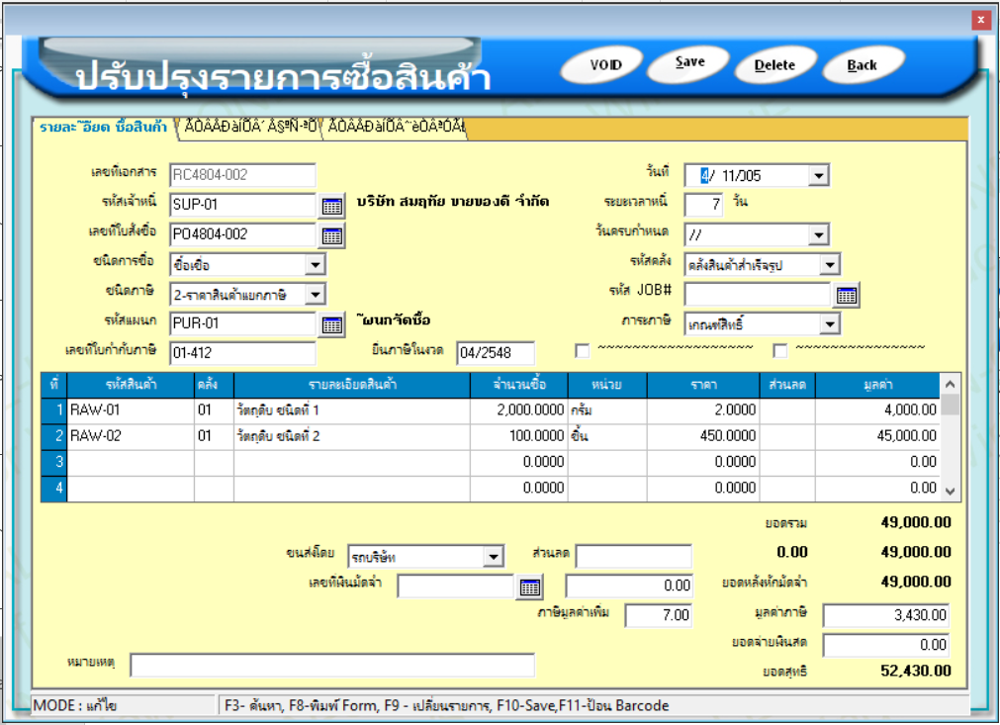 ปรับปรุงรายการซื้อสินค้า
VOID Save Delete Back
รายละเอียด ซื้อสินค้า
เลขที่เอกสาร RC4804-002 วันที่ 4/ 11/005
รหัสเจ้าหนี้ SUP-01 บริษัท สมฤทัย ขายของดี จำกัด ระยะเวลาหนี้ 7 วัน
เลขที่ใบสั่งซื้อ PO4804-002 วันครบกำหนด //
ชนิดการซื้อ ซื้อเชื่อ รหัสคลัง คลังสินค้าสำเร็จรูป
ชนิดภาษี 2-ราคาสินค้าแยกภาษี รหัส JOB#
รหัสแผนก PUR-01 แผนกจัดซื้อ ภาระภาษี เกณฑ์สิทธิ์
เลขที่ใบกำกับภาษี 01-412 ยื่นภาษีในงวด 04/2548 ~~~~~~~~~~~~~~~~~~ ~~~~~~~~~~~~~~~
ที่ รหัสสินค้า คลัง รายละเอียดสินค้า จำนวนซื้อ หน่วย ราคา ส่วนลด มูลค่า
1 RAW-01 01 วัตถุดิบ ชนิดที่ 1 2,000.0000 กรัม 2.0000 4,000.00
2 RAW-02 01 วัตถุดิบ ชนิดที่ 2 100.0000 ชิ้น 450.0000 45,000.00
3 0.0000 0.0000 0.00
4 0.0000 0.0000 0.00
ยอดรวม 49,000.00
ขนส่งโดย รถบริษัท ส่วนลด 0.00 49,000.00
เลขที่เงินมัดจำ 0.00 ยอดหลังหักมัดจำ 49,000.00
ภาษีมูลค่าเพิ่ม 7.00 มูลค่าภาษี 3,430.00
ยอดจ่ายเงินสด 0.00
หมายเหตุ ยอดสุทธิ 52,430.00
MODE : แก้ไข F3- ค้นหา, F8-พิมพ์ Form, F9 - เปลี่ยนรายการ, F10-Save,F11-ป้อน Barcode